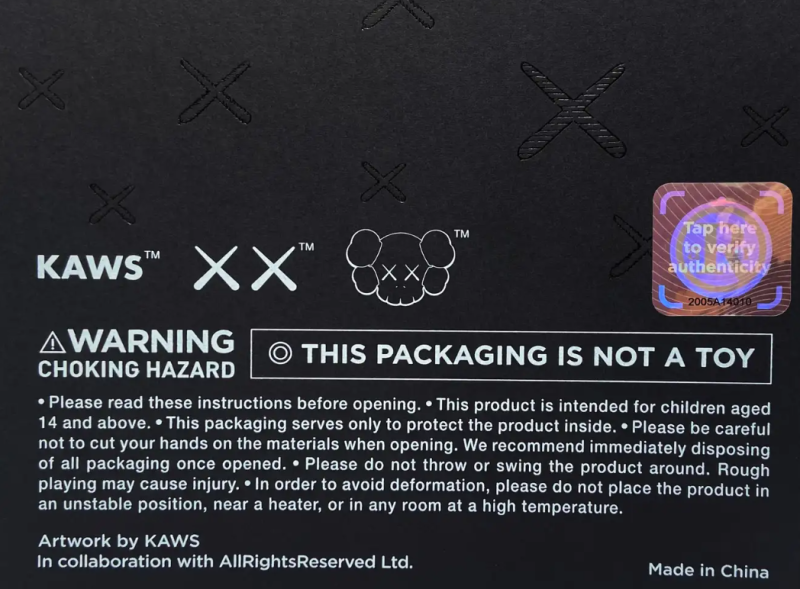 Tap here
to verify
authenticity
2005A14010
KAWS™ XX™ ™
⚠WARNING
CHOKING HAZARD
THIS PACKAGING IS NOT A TOY
• Please read these instructions before opening. • This product is intended for children aged
14 and above. • This packaging serves only to protect the product inside. • Please be careful
not to cut your hands on the materials when opening. We recommend immediately disposing
of all packaging once opened. • Please do not throw or swing the product around. Rough
playing may cause injury. • In order to avoid deformation, please do not place the product in
an unstable position, near a heater, or in any room at a high temperature.
Artwork by KAWS
In collaboration with AllRightsReserved Ltd.
Made in China